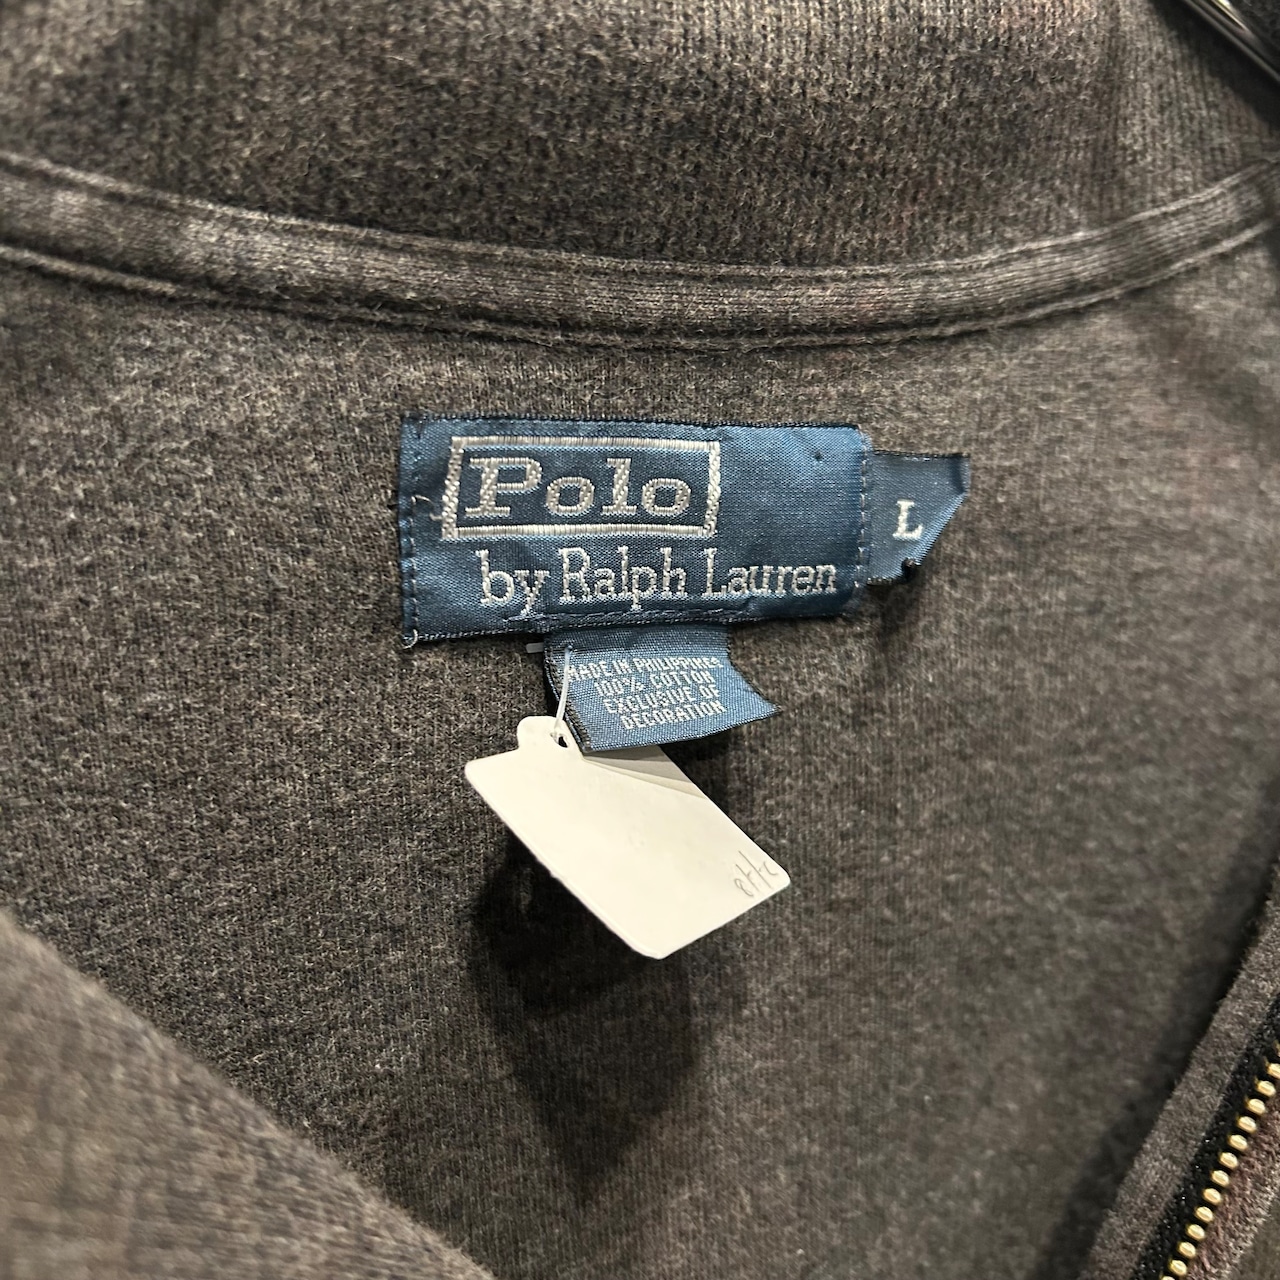 Polo
by Ralph Lauren
L
MADE IN PHILIPPINES
100% COTTON
EXCLUSIVE OF
DECORATION